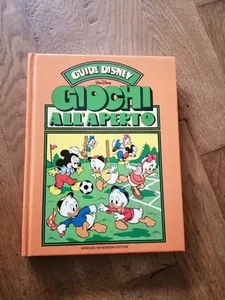 GUIDE DISNEY
Walt Disney
GIOCHI
ALL'APERTO
ARNOLDO MONDADORI EDITORE